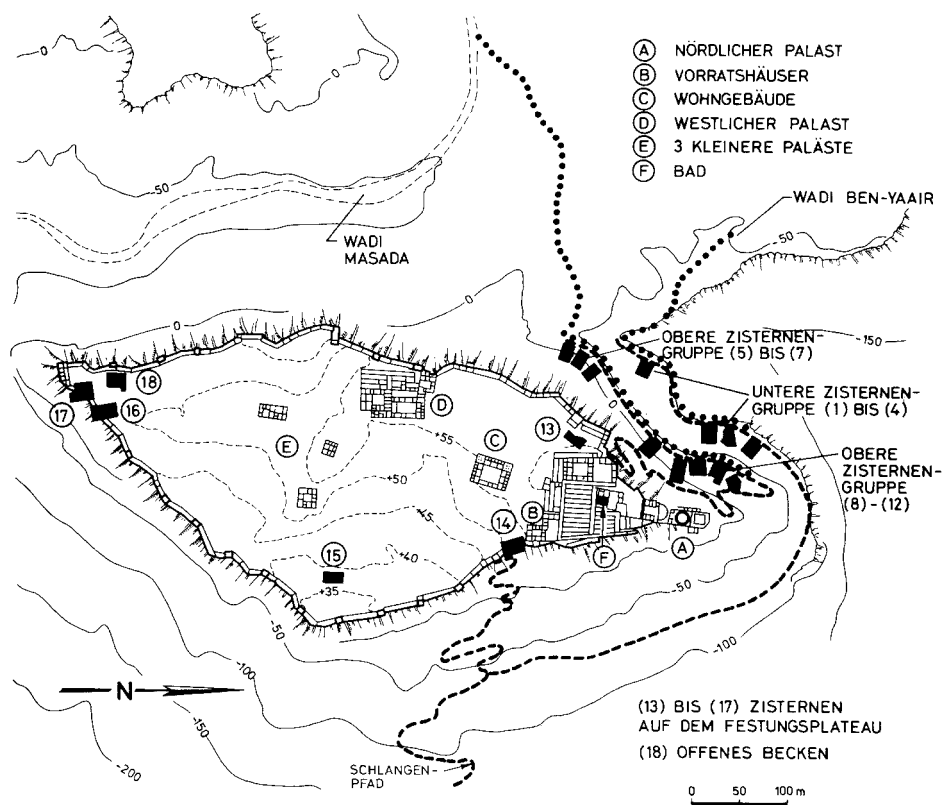 Ⓐ NÖRDLICHER PALAST
Ⓑ VORRATSHÄUSER
Ⓒ WOHNGEBÄUDE
Ⓓ WESTLICHER PALAST
Ⓔ 3 KLEINERE PALÄSTE
Ⓕ BAD
0
0
-50
WADI
MASADA
WADI BEN-YAAIR
-50
0
0
-150
OBERE ZISTERNEN-
GRUPPE (5) BIS (7)
UNTERE ZISTERNEN-
GRUPPE (1) BIS (4)
OBERE
ZISTERNEN-
GRUPPE
(8) - (12)
0
17
18
16
D
E
+55
C
13
+50
+45
14
B
F
A
15
+40
+35
-50
-50
-100
-100
-150
-200
N
SCHLANGEN-
PFAD
(13) BIS (17) ZISTERNEN
AUF DEM FESTUNGSPLATEAU
(18) OFFENES BECKEN
0 50 100 m